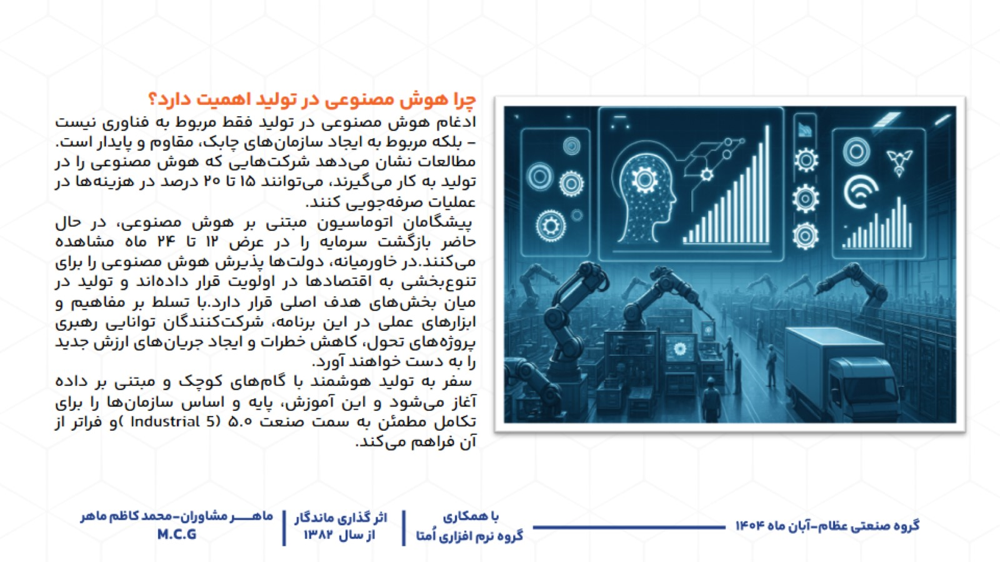 چرا هوش مصنوعی در تولید اهمیت دارد؟
ادغام هوش مصنوعی در تولید فقط مربوط به فناوری نیست
– بلکه مربوط به ایجاد سازمان‌های چابک، مقاوم و پایدار است.
مطالعات نشان می‌دهد شرکت‌هایی که هوش مصنوعی را در
تولید به کار می‌گیرند، می‌توانند ۱۵ تا ۲۰ درصد در هزینه‌ها در
عملیات صرفه‌جویی کنند.
پیشگامان اتوماسیون مبتنی بر هوش مصنوعی، در حال
حاضر بازگشت سرمایه را در عرض ۱۲ تا ۲۴ ماه مشاهده
می‌کنند.در خاورمیانه، دولت‌ها پذیرش هوش مصنوعی را برای
تنوع‌بخشی به اقتصادها در اولویت قرار داده‌اند و تولید در
میان بخش‌های هدف اصلی قرار دارد.با تسلط بر مفاهیم و
ابزارهای عملی در این برنامه، شرکت‌کنندگان توانایی رهبری
پروژه‌های تحول، کاهش خطرات و ایجاد جریان‌های ارزش جدید
را به دست خواهند آورد.
سفر به تولید هوشمند با گام‌های کوچک و مبتنی بر داده
آغاز می‌شود و این آموزش، پایه و اساس سازمان‌ها را برای
تکامل مطمئن به سمت صنعت ۵.۰ (Industrial 5 )و فراتر از
آن فراهم می‌کند.
گروه صنعتی عظام-آبان ماه ۱۴۰۴
با همکاری
گروه نرم افزاری اُمتا
اثر گذاری ماندگار
از سال ۱۳۸۲
ماهـــر مشاوران-محمد کاظم ماهر
M.C.G